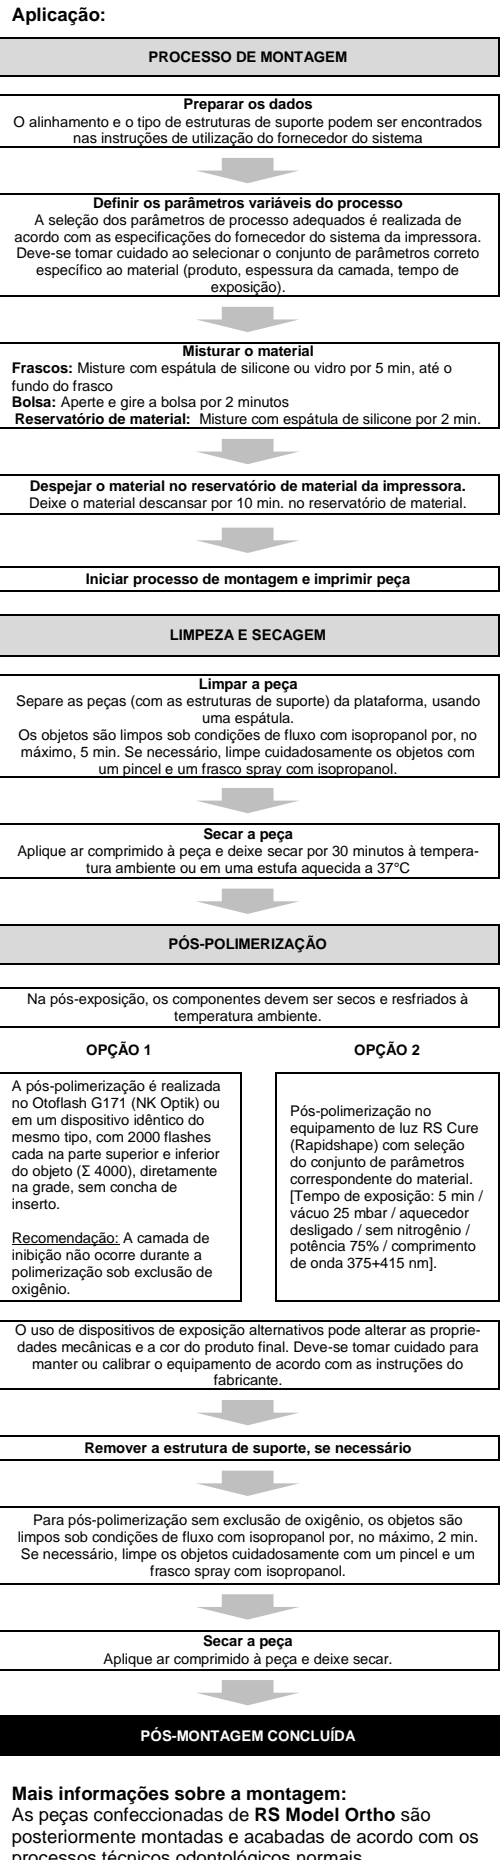 Aplicação:
PROCESSO DE MONTAGEM
Preparar os dados
O alinhamento e o tipo de estruturas de suporte podem ser encontrados
nas instruções de utilização do fornecedor do sistema
Definir os parâmetros variáveis do processo
A seleção dos parâmetros de processo adequados é realizada de
acordo com as especificações do fornecedor do sistema da impressora.
Deve-se tomar cuidado ao selecionar o conjunto de parâmetros correto
específico ao material (produto, espessura da camada, tempo de
exposição).
Misturar o material
Frascos: Misture com espátula de silicone ou vidro por 5 min, até o
fundo do frasco
Bolsa: Aperte e gire a bolsa por 2 minutos
Reservatório de material: Misture com espátula de silicone por 2 min.
Despejar o material no reservatório de material da impressora.
Deixe o material descansar por 10 min. no reservatório de material.
Iniciar processo de montagem e imprimir peça
LIMPEZA E SECAGEM
Limpar a peça
Separe as peças (com as estruturas de suporte) da plataforma, usando
uma espátula.
Os objetos são limpos sob condições de fluxo com isopropanol por, no
máximo, 5 min. Se necessário, limpe cuidadosamente os objetos com
um pincel e um frasco spray com isopropanol.
Secar a peça
Aplique ar comprimido à peça e deixe secar por 30 minutos à tempera-
tura ambiente ou em uma estufa aquecida a 37°C
PÓS-POLIMERIZAÇÃO
Na pós-exposição, os componentes devem ser secos e resfriados à
temperatura ambiente.
OPÇÃO 1
A pós-polimerização é realizada
no Otoflash G171 (NK Optik) ou
em um dispositivo idêntico do
mesmo tipo, com 2000 flashes
cada na parte superior e inferior
do objeto (Σ 4000), diretamente
na grade, sem concha de
inserto.
Recomendação: A camada de
inibição não ocorre durante a
polimerização sob exclusão de
oxigênio.
OPÇÃO 2
Pós-polimerização no
equipamento de luz RS Cure
(Rapidshape) com seleção
do conjunto de parâmetros
correspondente do material.
[Tempo de exposição: 5 min /
vácuo 25 mbar / aquecedor
desligado / sem nitrogênio /
potência 75% / comprimento
de onda 375+415 nm].
O uso de dispositivos de exposição alternativos pode alterar as proprie-
dades mecânicas e a cor do produto final. Deve-se tomar cuidado para
manter ou calibrar o equipamento de acordo com as instruções do
fabricante.
Remover a estrutura de suporte, se necessário
Para pós-polimerização sem exclusão de oxigênio, os objetos são
limpos sob condições de fluxo com isopropanol por, no máximo, 2 min.
Se necessário, limpe os objetos cuidadosamente com um pincel e um
frasco spray com isopropanol.
Secar a peça
Aplique ar comprimido à peça e deixe secar.
PÓS-MONTAGEM CONCLUÍDA
Mais informações sobre a montagem:
As peças confeccionadas de RS Model Ortho são
posteriormente montadas e acabadas de acordo com os
processos técnicos odontológicos normais.